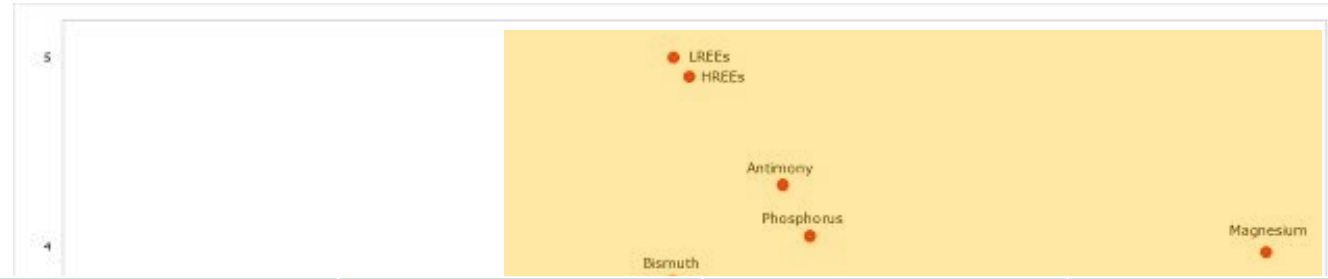 5
LREEs
HREEs
Antimony
Phosphorus
Magnesium
4
Bismuth